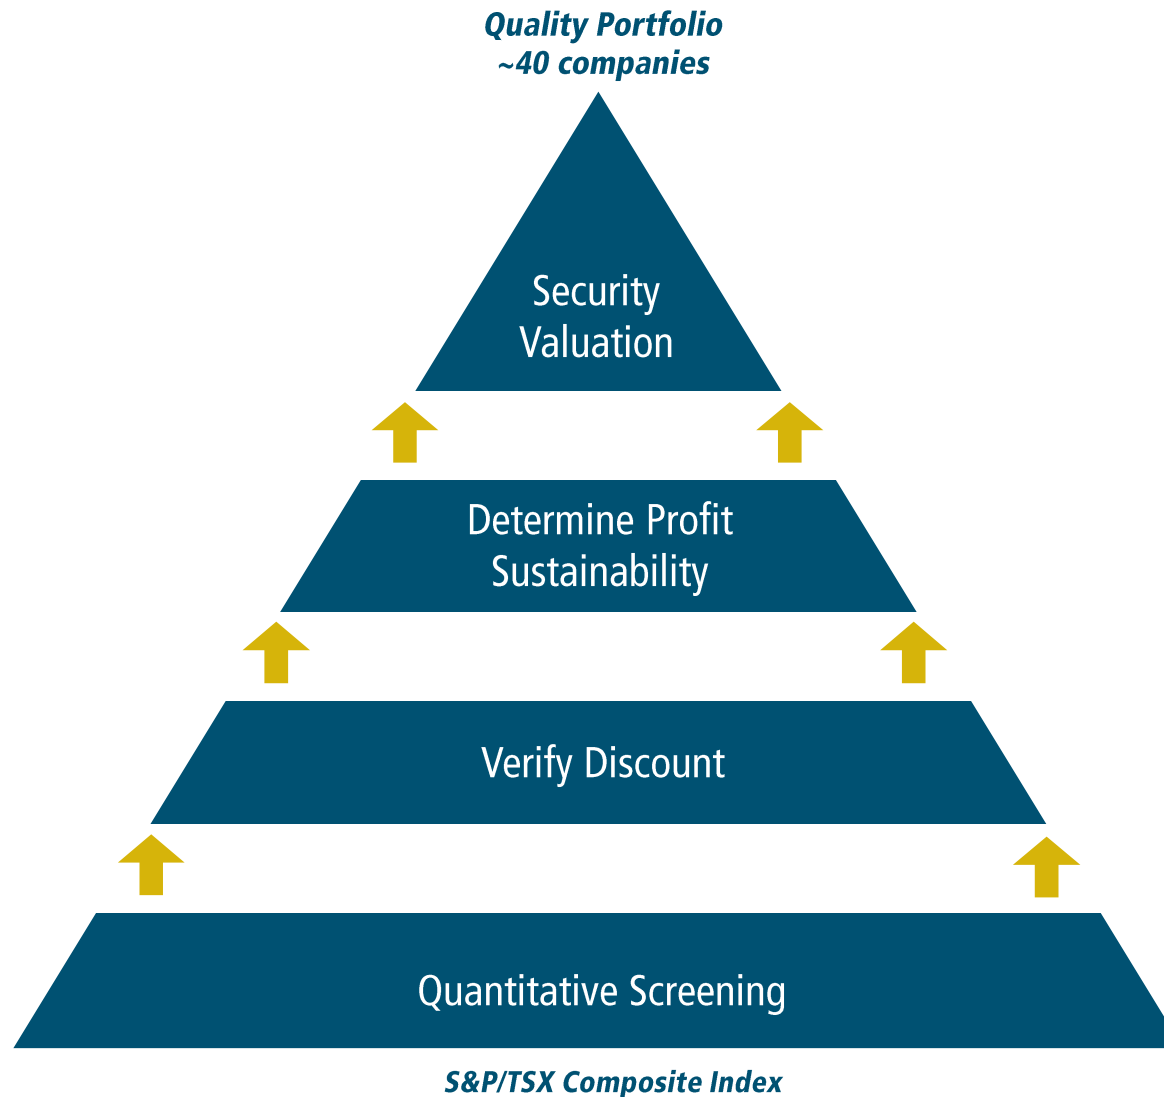 Quality Portfolio
~40 companies
Security
Valuation
Determine Profit
Sustainability
Verify Discount
Quantitative Screening
S&P/TSX Composite Index